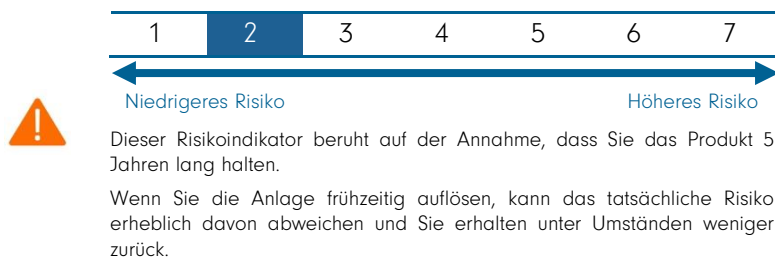 1 2 3 4 5 6 7
Niedrigeres Risiko Höheres Risiko
Dieser Risikoindikator beruht auf der Annahme, dass Sie das Produkt 5
Jahren lang halten.
Wenn Sie die Anlage frühzeitig auflösen, kann das tatsächliche Risiko
erheblich davon abweichen und Sie erhalten unter Umständen weniger
zurück.